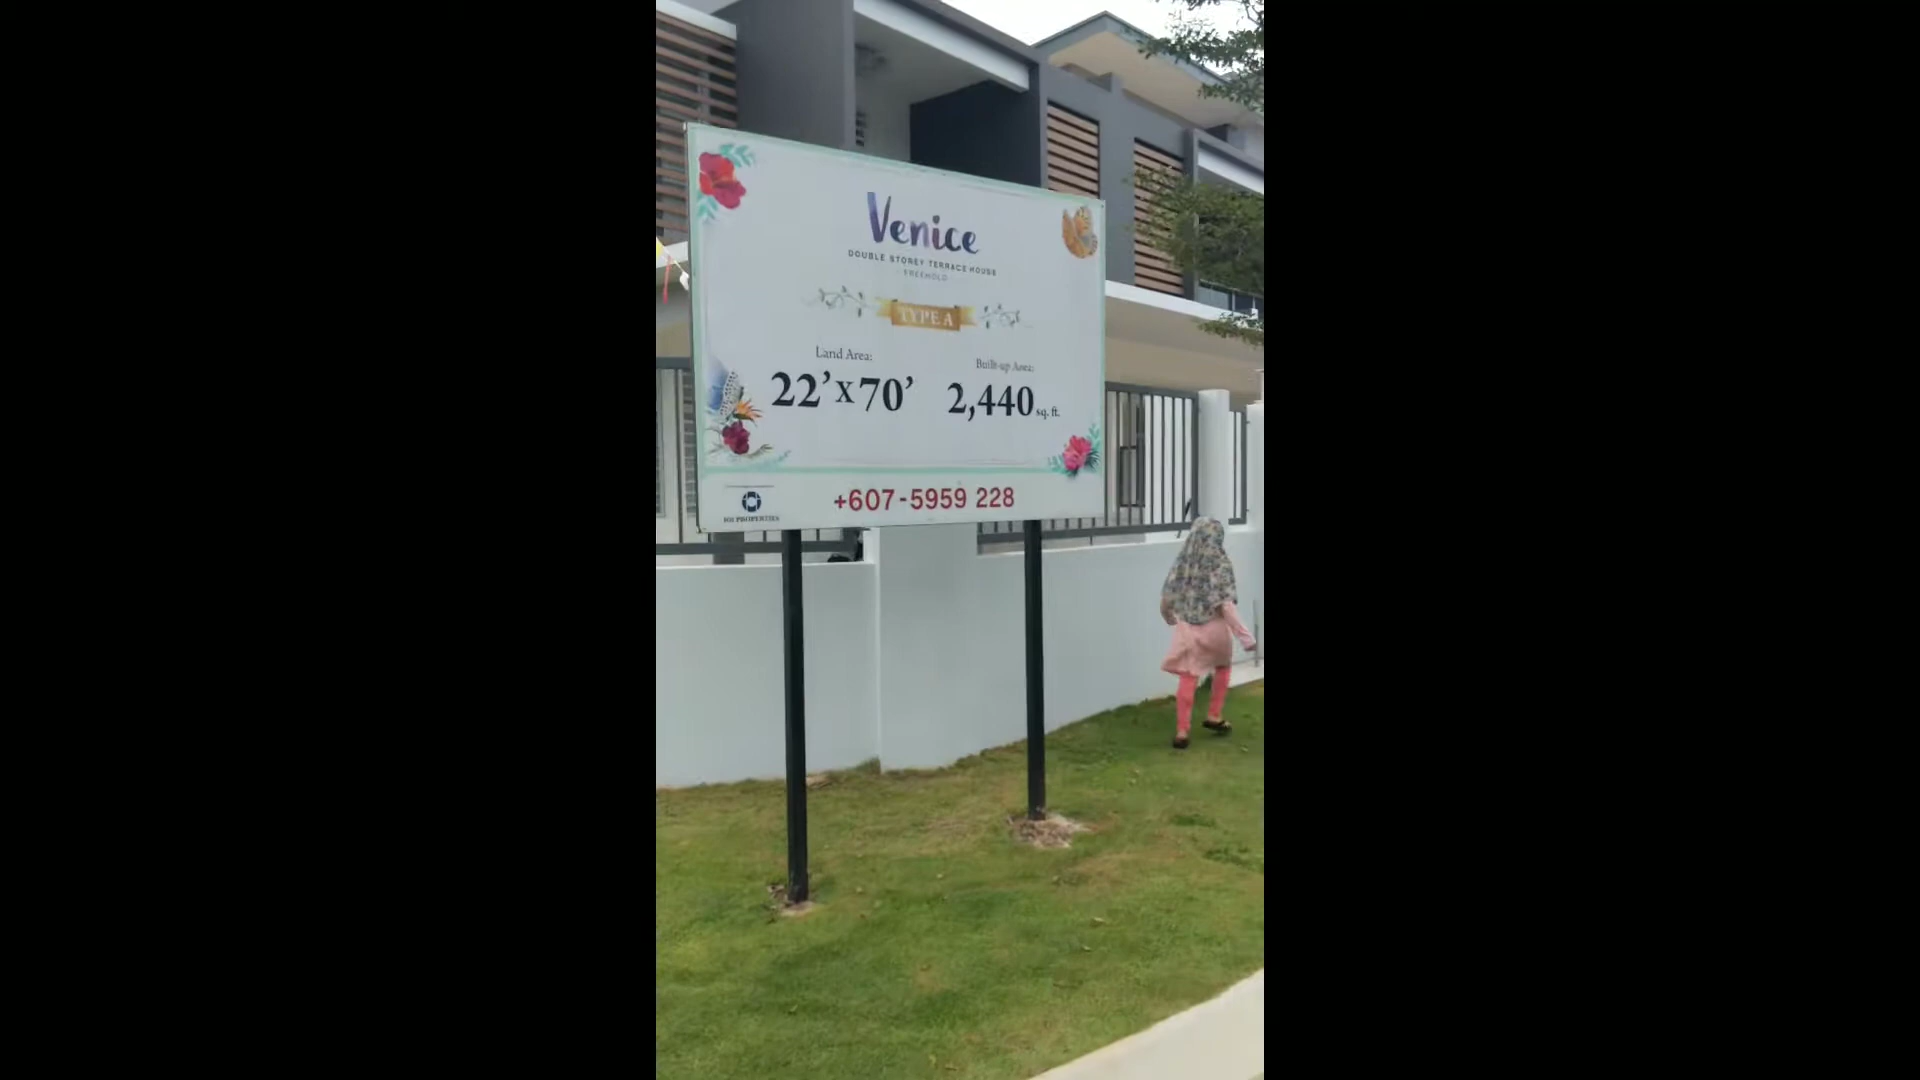 Venice
DOUBLE STOREY TERRACE HOUSE
- FREEHOLD -
TYPE A
Land Area:
22’x70’
Built-up Area:
2,440 sq. ft.
IOI PROPERTIES
+607-5959 228